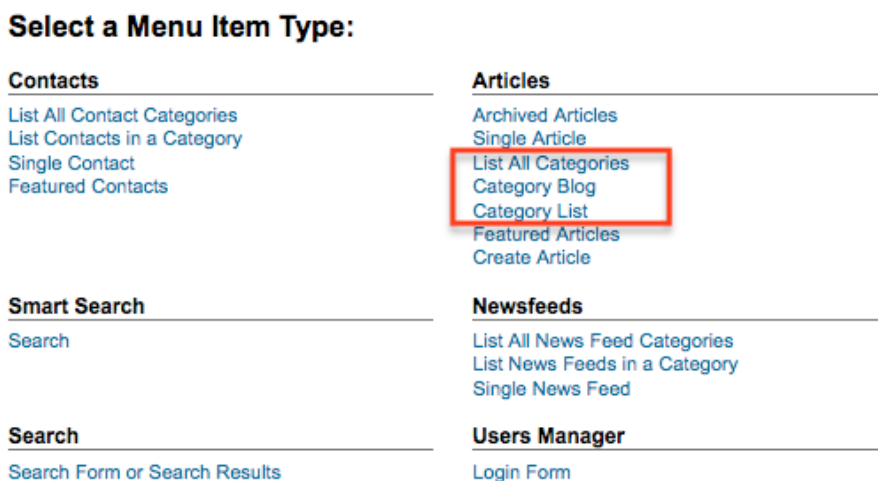 Select a Menu Item Type:
Contacts
List All Contact Categories
List Contacts in a Category
Single Contact
Featured Contacts
Articles
Archived Articles
Single Article
List All Categories
Category Blog
Category List
Featured Articles
Create Article
Smart Search
Search
Newsfeeds
List All News Feed Categories
List News Feeds in a Category
Single News Feed
Search
Search Form or Search Results
Users Manager
Login Form